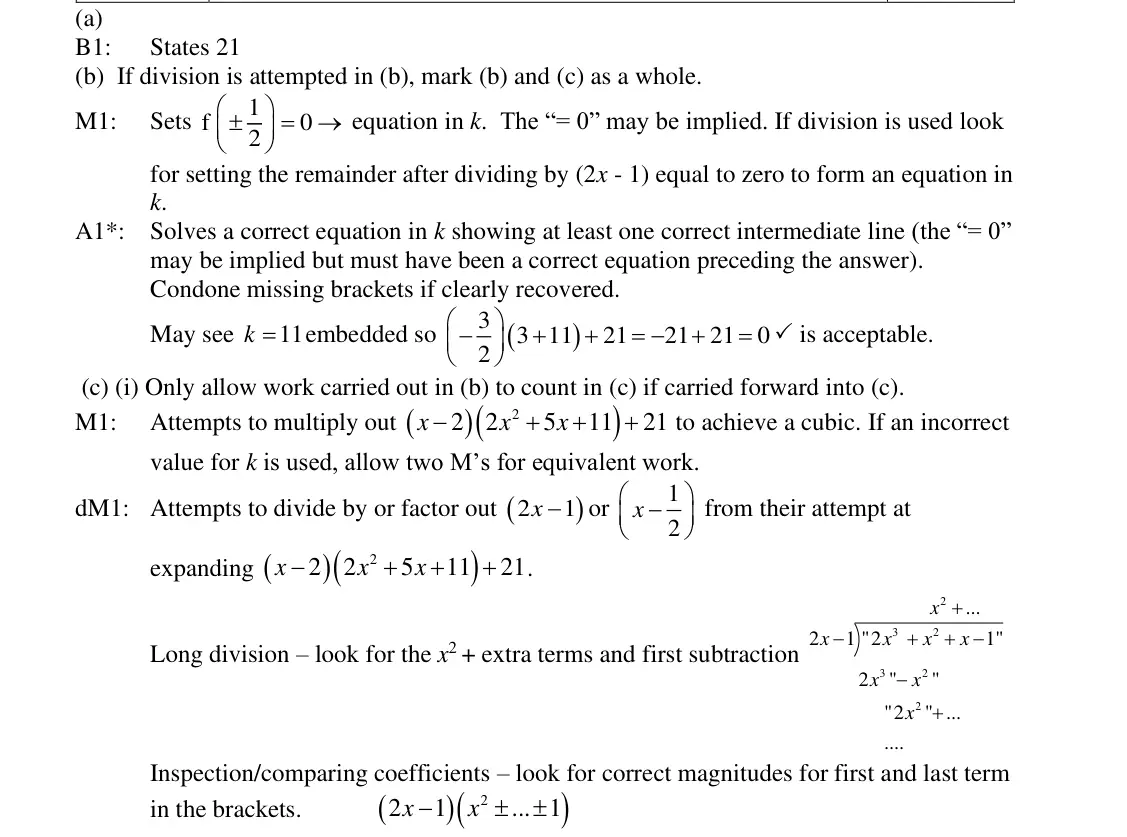 (a)
B1: States 21
(b) If division is attempted in (b), mark (b) and (c) as a whole.
M1: Sets f(±1/2) = 0 → equation in k. The “= 0” may be implied. If division is used look
for setting the remainder after dividing by (2x - 1) equal to zero to form an equation in
k.
A1*: Solves a correct equation in k showing at least one correct intermediate line (the “= 0”
may be implied but must have been a correct equation preceding the answer).
Condone missing brackets if clearly recovered.
May see k = 11 embedded so (−3/2)(3+11)+21 = −21+21 = 0 ✓ is acceptable.
(c) (i) Only allow work carried out in (b) to count in (c) if carried forward into (c).
M1: Attempts to multiply out (x−2)(2x²+5x+11)+21 to achieve a cubic. If an incorrect
value for k is used, allow two M’s for equivalent work.
dM1: Attempts to divide by or factor out (2x−1) or (x−1/2) from their attempt at
expanding (x−2)(2x²+5x+11)+21.
x² + ...
Long division – look for the x² + extra terms and first subtraction 2x−1)"2x³ + x² + x −1"
2x³ "− x² "
"2x² "+ ...
....
Inspection/comparing coefficients – look for correct magnitudes for first and last term
in the brackets. (2x−1)(x² ± ... ±1)